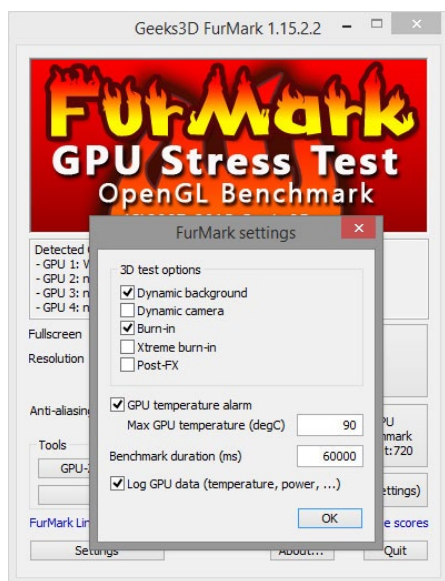 Geeks3D FurMark 1.15.2.2
FurMark
GPU Stress Test
OpenGL Benchmark
FurMark settings
Detected
- GPU 1: V
- GPU 2: n
- GPU 3: n
- GPU 4: n
Fullscreen
Resolution
Anti-aliasing
Tools
GPU-
FurMark Lin
Settings
3D test options
Dynamic background
Dynamic camera
Burn-in
Xtreme burn-in
Post-FX
GPU temperature alarm
Max GPU temperature (degC) 90
Benchmark duration (ms) 60000
Log GPU data (temperature, power, ...)
OK
t:720
ettings)
e scores
About...
Quit